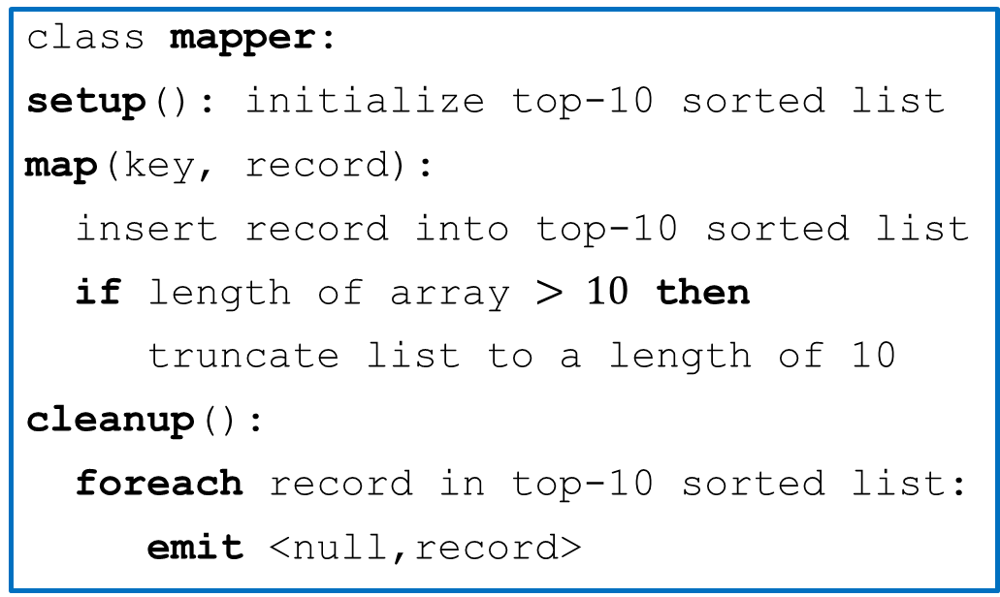 class mapper:
setup(): initialize top-10 sorted list
map(key, record):
insert record into top-10 sorted list
if length of array > 10 then
truncate list to a length of 10
cleanup():
foreach record in top-10 sorted list:
emit <null,record>